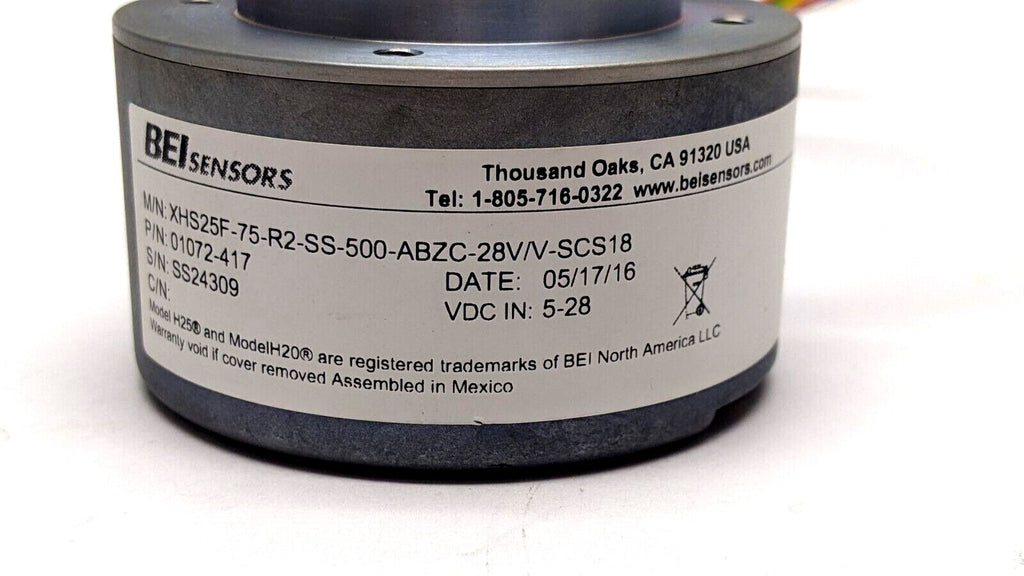 BEI SENSORS
Thousand Oaks, CA 91320 USA
Tel: 1-805-716-0322 www.beisensors.com
M/N: XHS25F-75-R2-SS-500-ABZC-28V/V-SCS18
P/N: 01072-417
DATE: 05/17/16
S/N: SS24309
VDC IN: 5-28
C/N:
Model H25® and ModelH20® are registered trademarks of BEI North America LLC
Warranty void if cover removed Assembled in Mexico